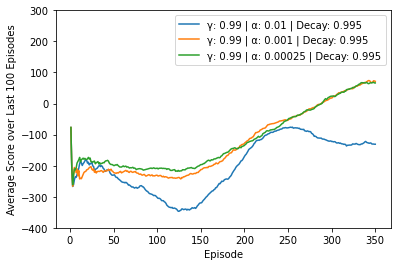 γ: 0.99 | α: 0.01 | Decay: 0.995
γ: 0.99 | α: 0.001 | Decay: 0.995
γ: 0.99 | α: 0.00025 | Decay: 0.995
Average Score over Last 100 Episodes
300
200
100
0
−100
−200
−300
−400
0 50 100 150 200 250 300 350
Episode